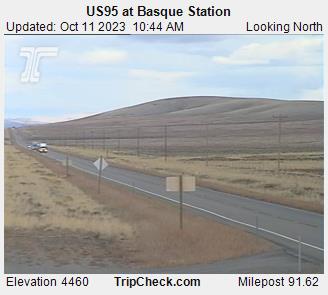 US95 at Basque Station
Updated: Oct 11 2023 10:44 AM Looking North
Elevation 4460 TripCheck.com Milepost 91.62